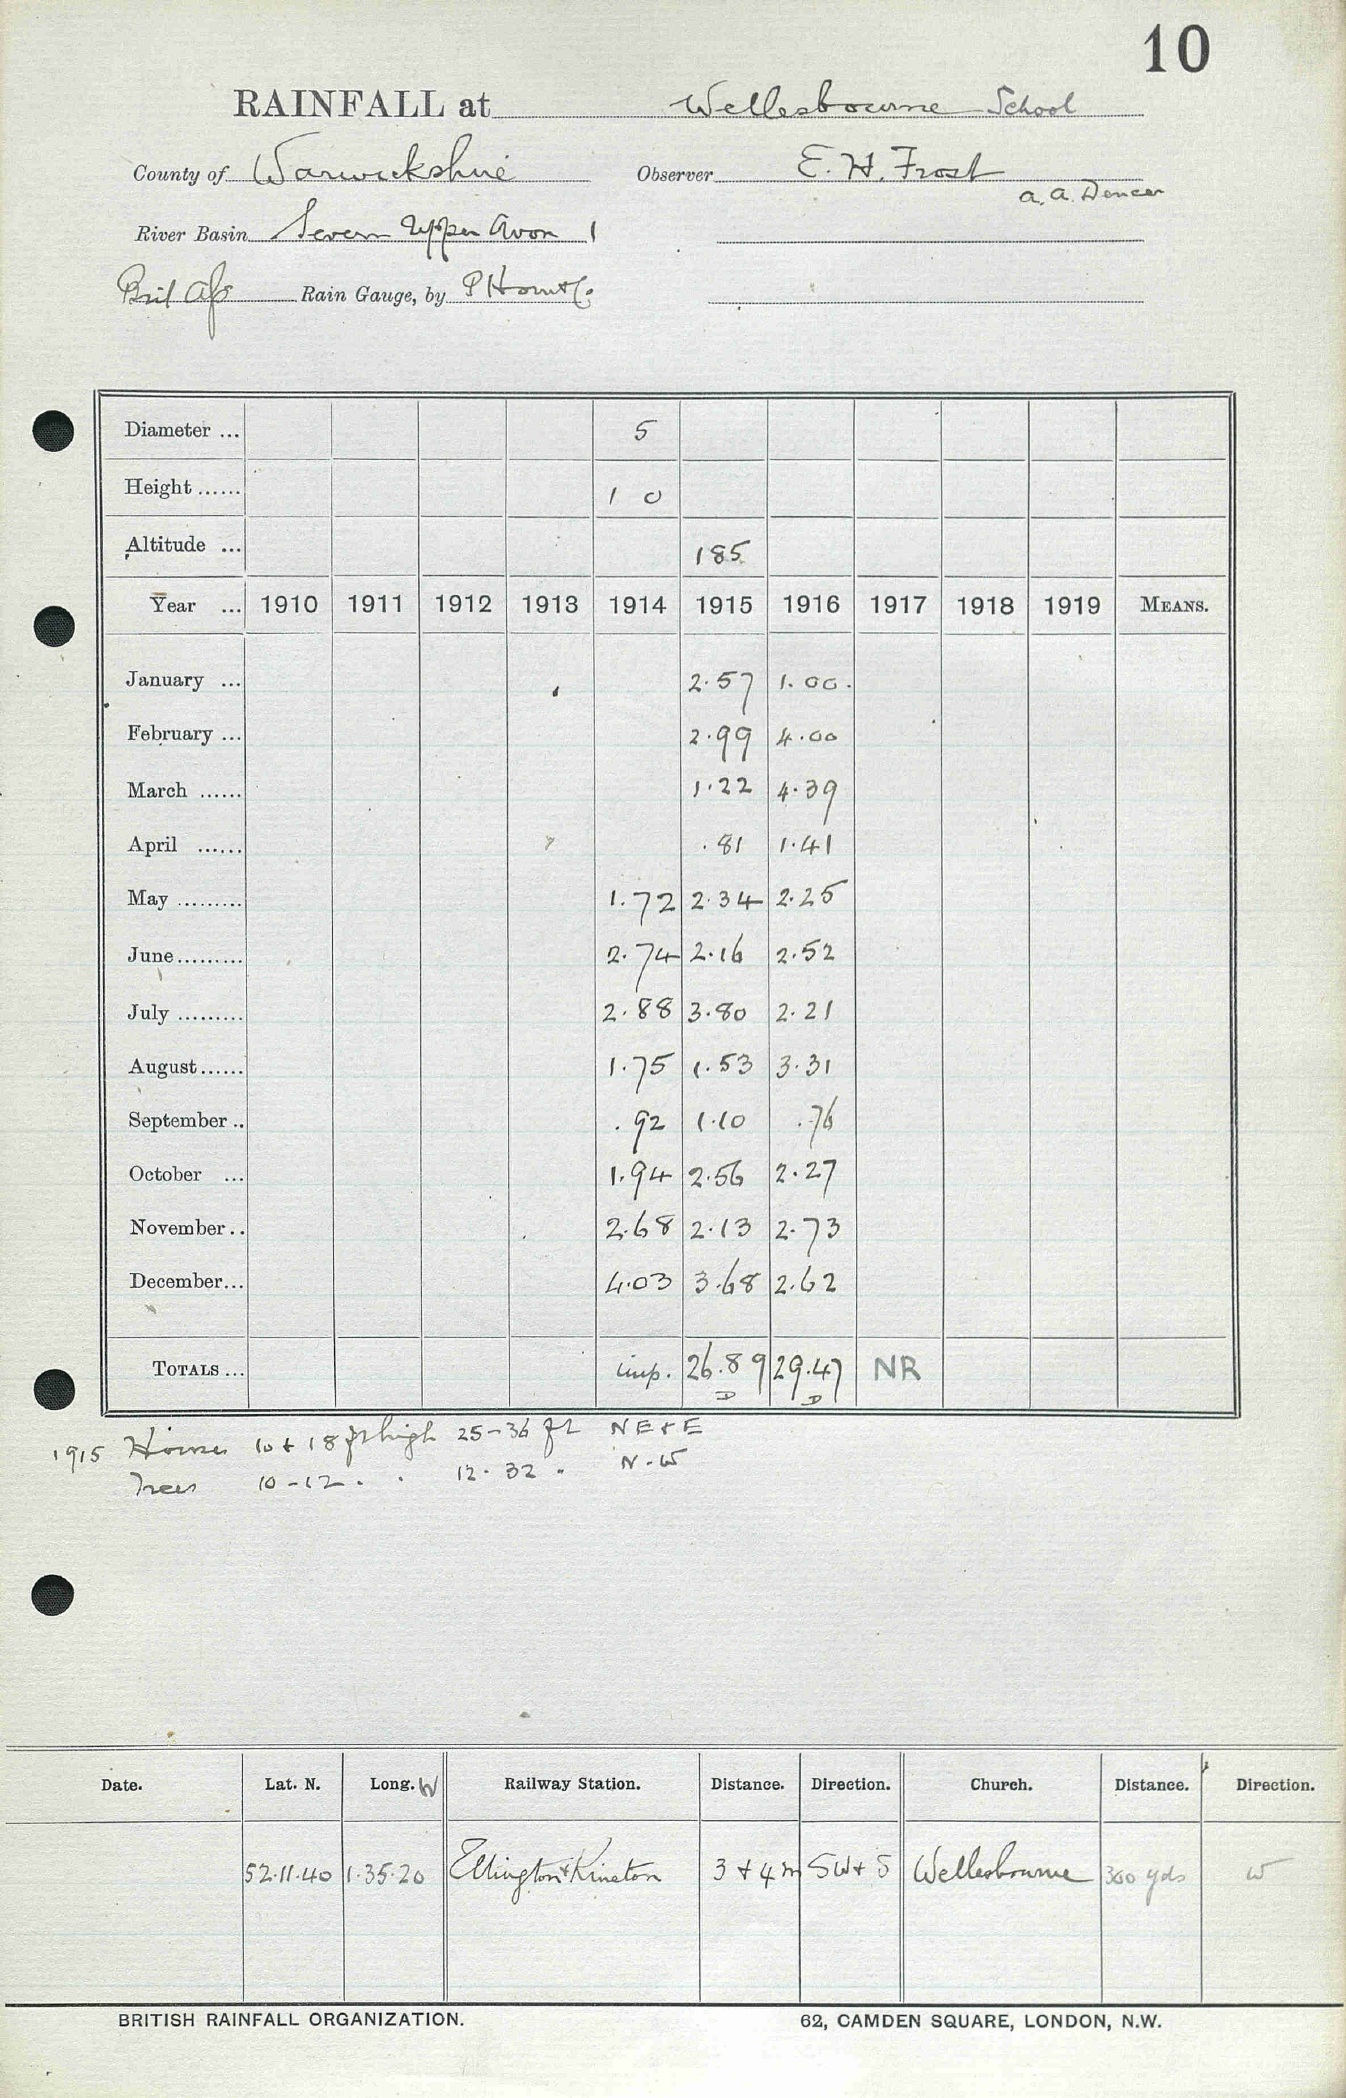 10
RAINFALL at Wellesbourne School
County of Warwickshire Observer E. H. Frost
A. A. Dencer
River Basin Severn Upper Avon 1
Rain Gauge, by
Diameter ... 5
Height ...... 1 0
Altitude ... 185
Year ... 1910 1911 1912 1913 1914 1915 1916 1917 1918 1919 MEANS.
January ... 2.57 1.00.
February ... 2.99 4.00
March ...... 1.22 4.39
April ...... .81 1.41
May ......... 1.72 2.34 2.25
June......... 2.74 2.16 2.52
July ......... 2.88 3.80 2.21
August...... 1.75 1.53 3.31
September .. .92 1.10 .76
October ... 1.94 2.56 2.27
November.. 2.68 2.13 2.73
December... 4.03 3.68 2.62
TOTALS ... imp. 26.89 29.47 NR
D D
1915 Houses 10 & 18 ft high 25-36 ft NE & E
Trees 10-12 . . 12-32 " N-W
Date. Lat. N. Long. W Railway Station. Distance. Direction. Church. Distance. Direction.
52.11.40 1.35.20 Ettington & Kineton 3 & 4 m SW & S Wellesbourne 300 yds W
BRITISH RAINFALL ORGANIZATION. 62, CAMDEN SQUARE, LONDON, N.W.